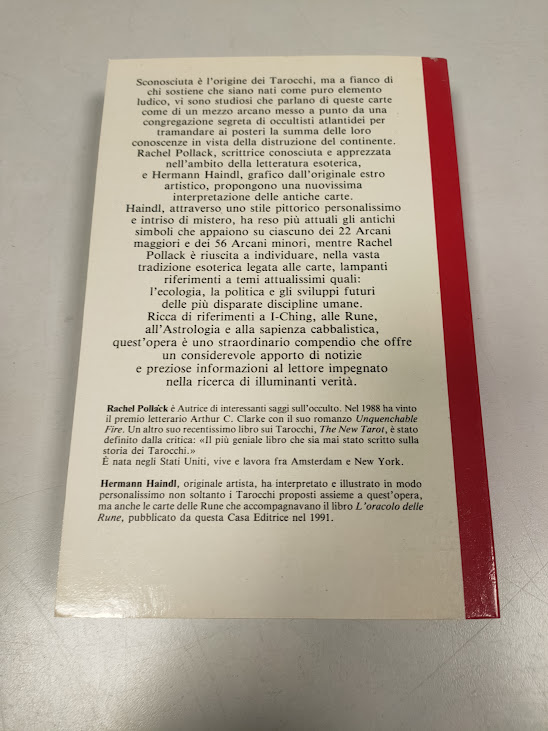 Sconosciuta è l'origine dei Tarocchi, ma a fianco di
chi sostiene che siano nati come puro elemento
ludico, vi sono studiosi che parlano di queste carte
come di un mezzo arcano messo a punto da una
congregazione segreta di occultisti atlantidei per
tramandare ai posteri la summa delle loro
conoscenze in vista della distruzione del continente.
Rachel Pollack, scrittrice conosciuta e apprezzata
nell'ambito della letteratura esoterica,
e Hermann Haindl, grafico dall'originale estro
artistico, propongono una nuovissima
interpretazione delle antiche carte.
Haindl, attraverso uno stile pittorico personalissimo
e intriso di mistero, ha reso più attuali gli antichi
simboli che appaiono su ciascuno dei 22 Arcani
maggiori e dei 56 Arcani minori, mentre Rachel
Pollack è riuscita a individuare, nella vasta
tradizione esoterica legata alle carte, lampanti
riferimenti a temi attualissimi quali:
l'ecologia, la politica e gli sviluppi futuri
delle più disparate discipline umane.
Ricca di riferimenti a I-Ching, alle Rune,
all'Astrologia e alla sapienza cabbalistica,
quest'opera è uno straordinario compendio che offre
un considerevole apporto di notizie
e preziose informazioni al lettore impegnato
nella ricerca di illuminanti verità.
Rachel Pollack è Autrice di interessanti saggi sull'occulto. Nel 1988 ha vinto
il premio letterario Arthur C. Clarke con il suo romanzo Unquenchable
Fire. Un altro suo recentissimo libro sui Tarocchi, The New Tarot, è stato
definito dalla critica: «Il più geniale libro che sia mai stato scritto sulla
storia dei Tarocchi.»
È nata negli Stati Uniti, vive e lavora fra Amsterdam e New York.
Hermann Haindl, originale artista, ha interpretato e illustrato in modo
personalissimo non soltanto i Tarocchi proposti assieme a quest'opera,
ma anche le carte delle Rune che accompagnavano il libro L'oracolo delle
Rune, pubblicato da questa Casa Editrice nel 1991.